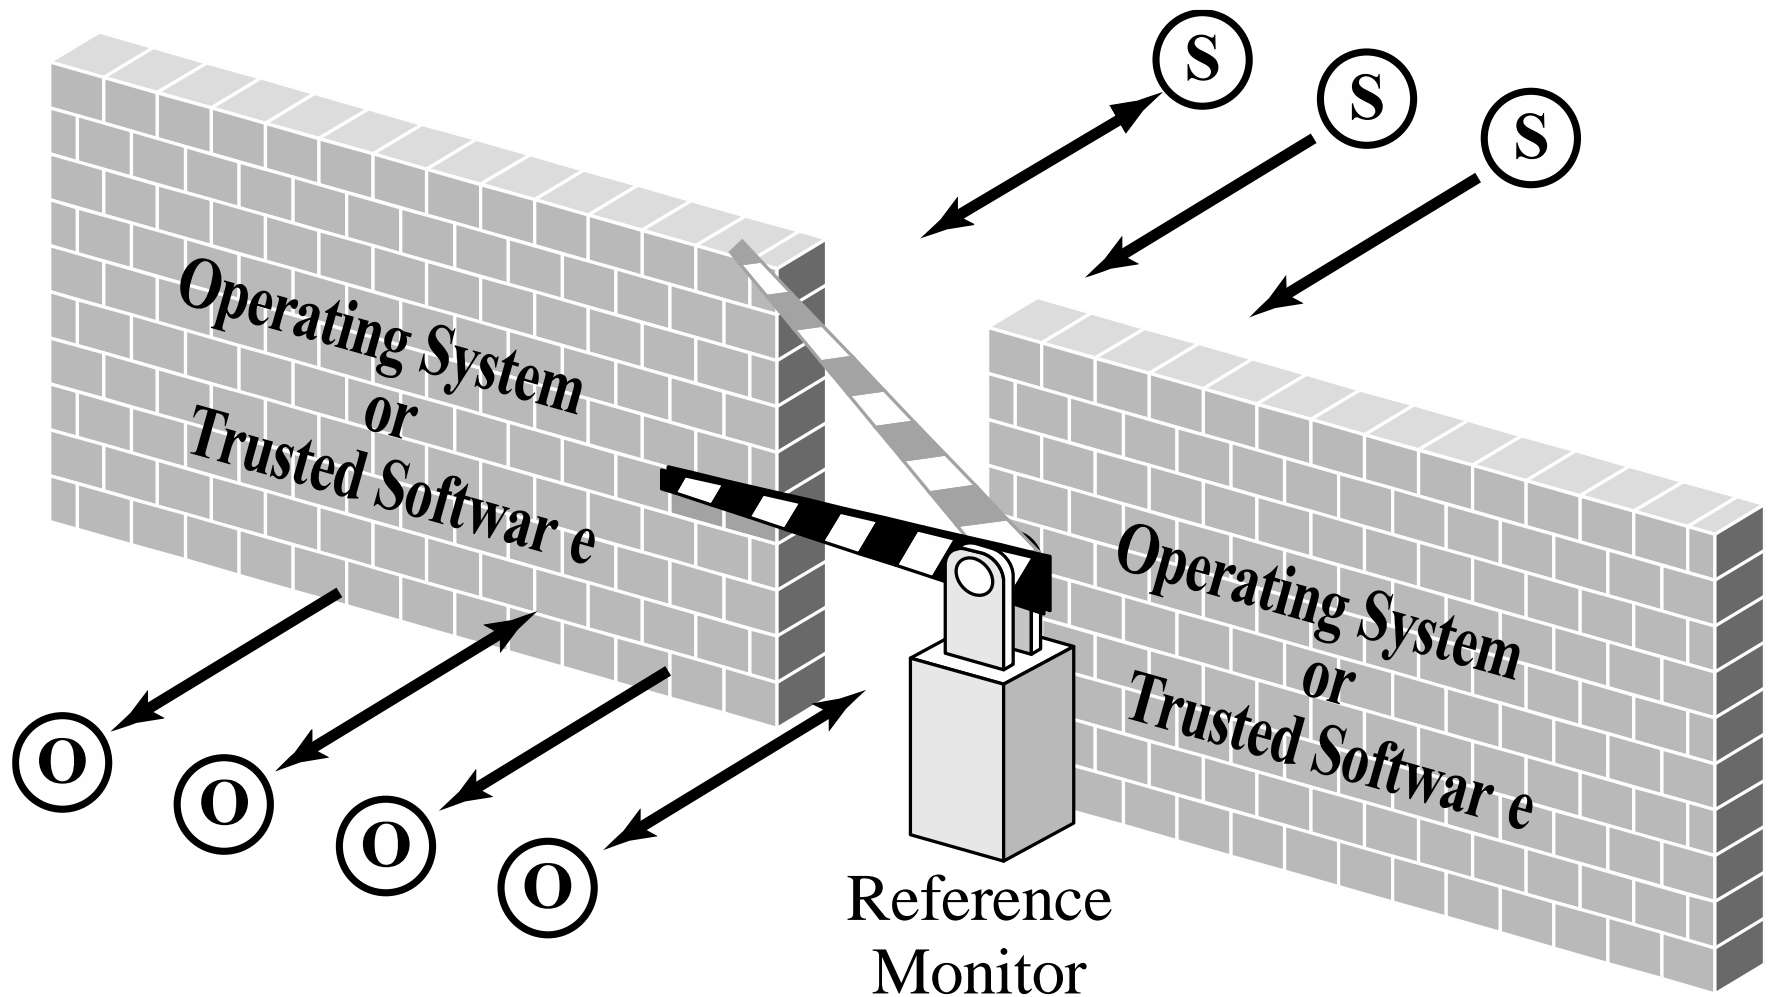 S
S
S
Operating System
or
Trusted Softwar e
Operating System
or
Trusted Softwar e
O
O
O
O
Reference
Monitor